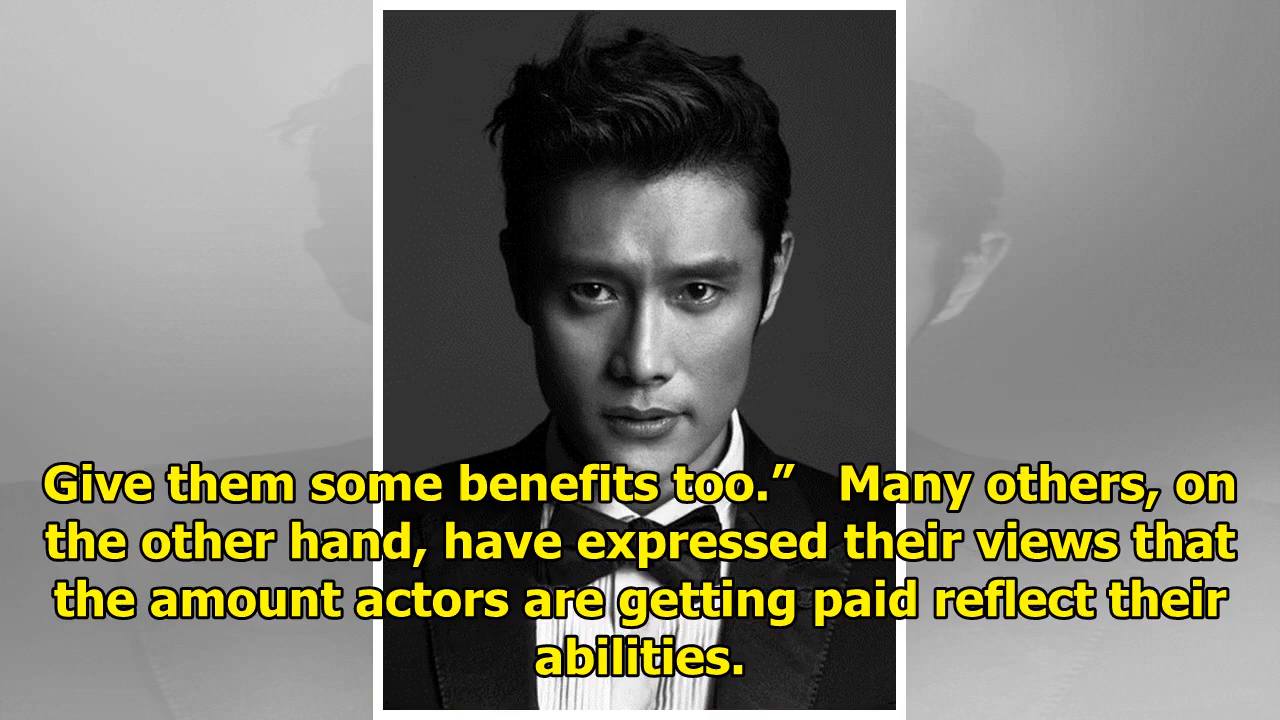 Give them some benefits too.”   Many others, on
the other hand, have expressed their views that
the amount actors are getting paid reflect their
abilities.